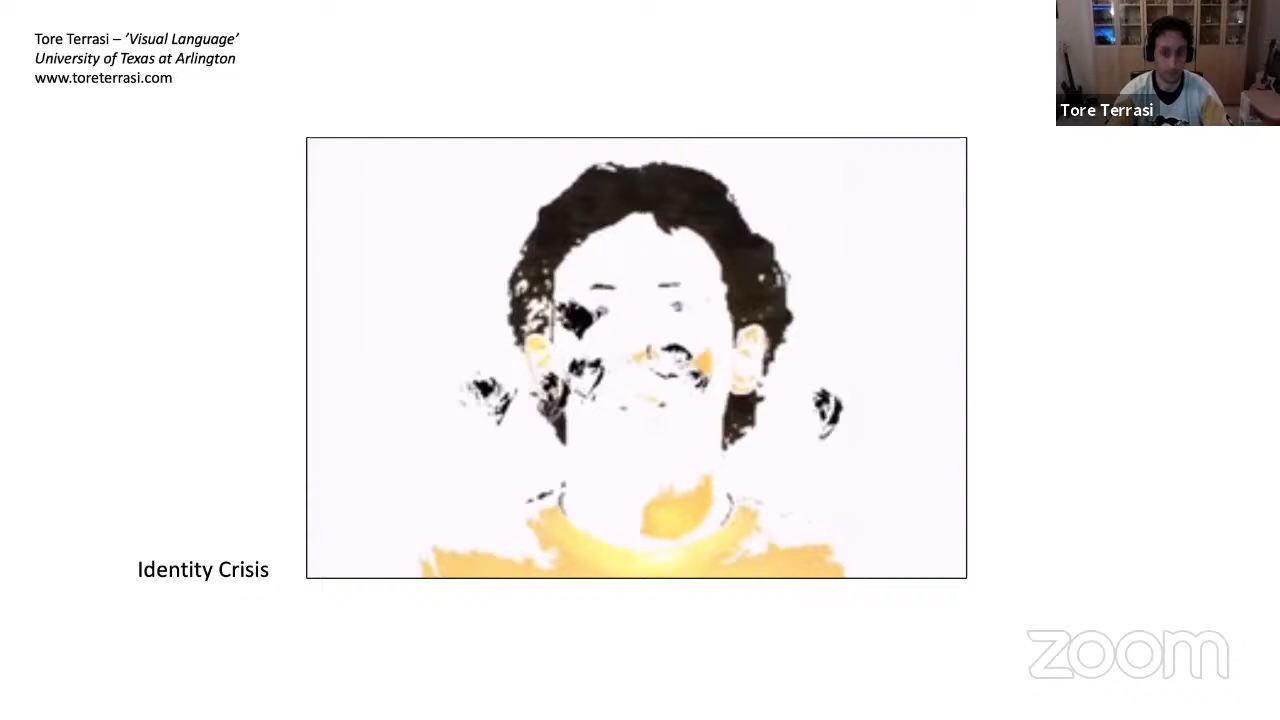 Tore Terrasi – 'Visual Language'
University of Texas at Arlington
www.toreterrasi.com
Tore Terrasi
Identity Crisis
zoom